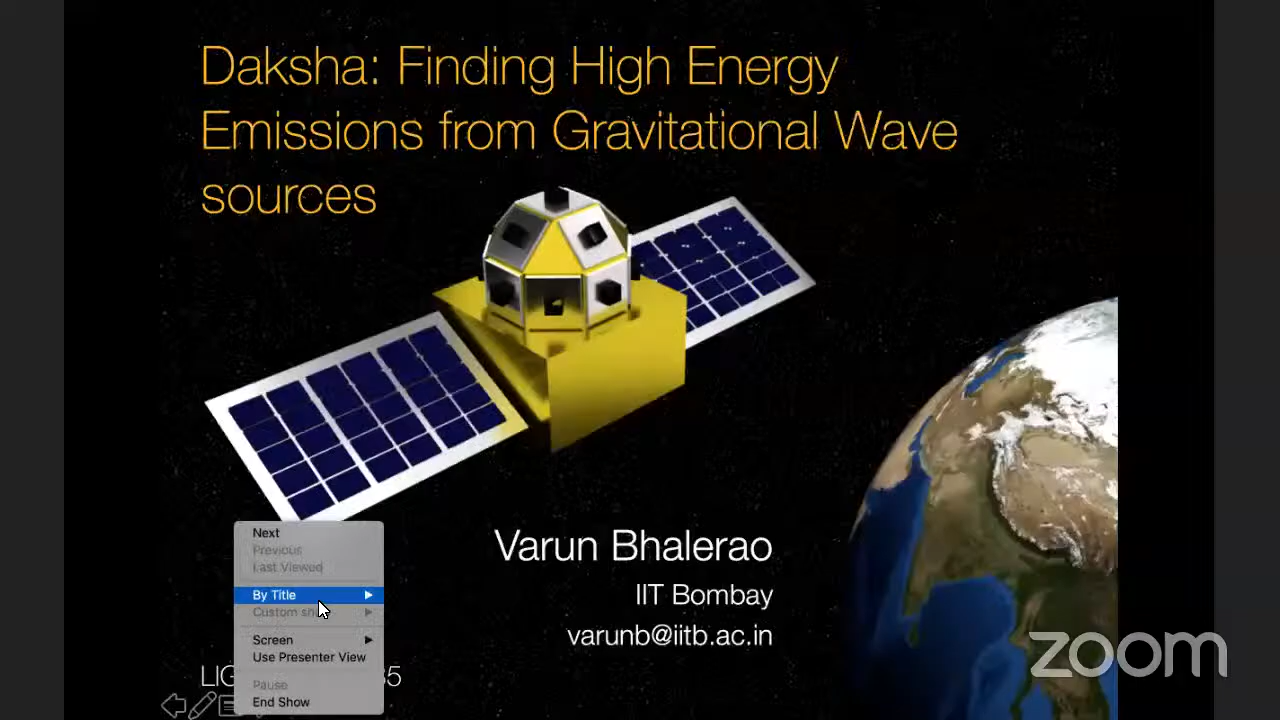 Daksha: Finding High Energy
Emissions from Gravitational Wave
sources
Next
Previous
Last Viewed
By Title
Custom
Screen
Use Presenter View
Pause
End Show
Varun Bhalerao
IIT Bombay
varunb@iitb.ac.in
zoom